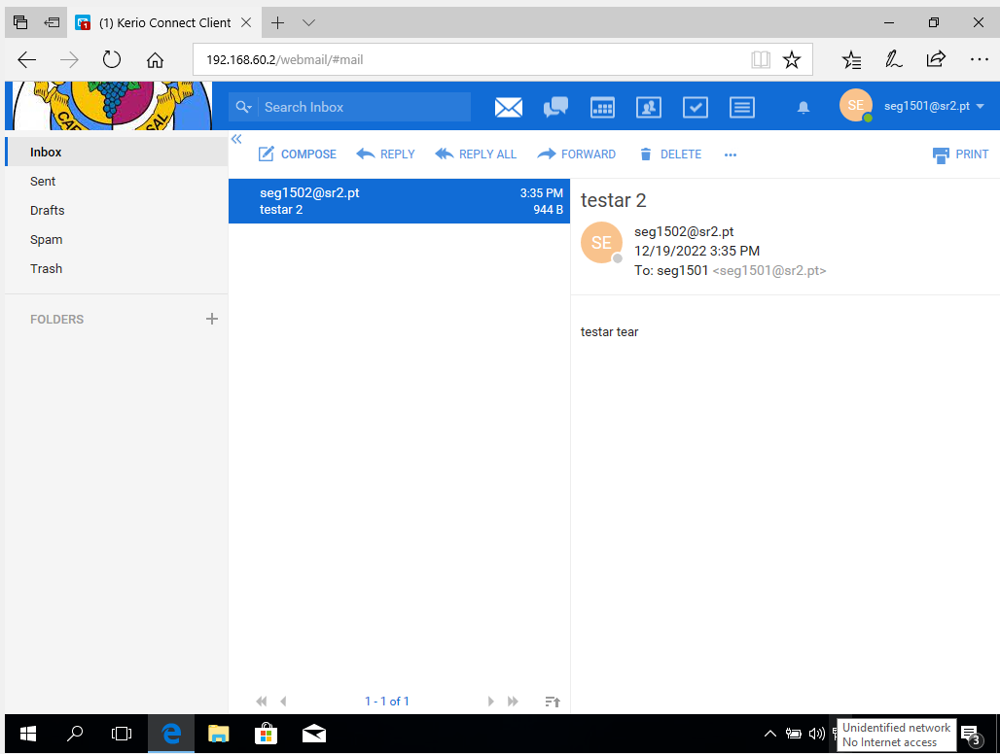 (1) Kerio Connect Client
192.168.60.2/webmail/#mail
Search Inbox
SE
seg1501@sr2.pt
COMPOSE
REPLY
REPLY ALL
FORWARD
DELETE
PRINT
Inbox
Sent
Drafts
Spam
Trash
FOLDERS
seg1502@sr2.pt 3:35 PM
testar 2 944 B
testar 2
SE
seg1502@sr2.pt
12/19/2022 3:35 PM
To: seg1501 <seg1501@sr2.pt>
testar tear
1 - 1 of 1
Unidentified network
No Internet access
3